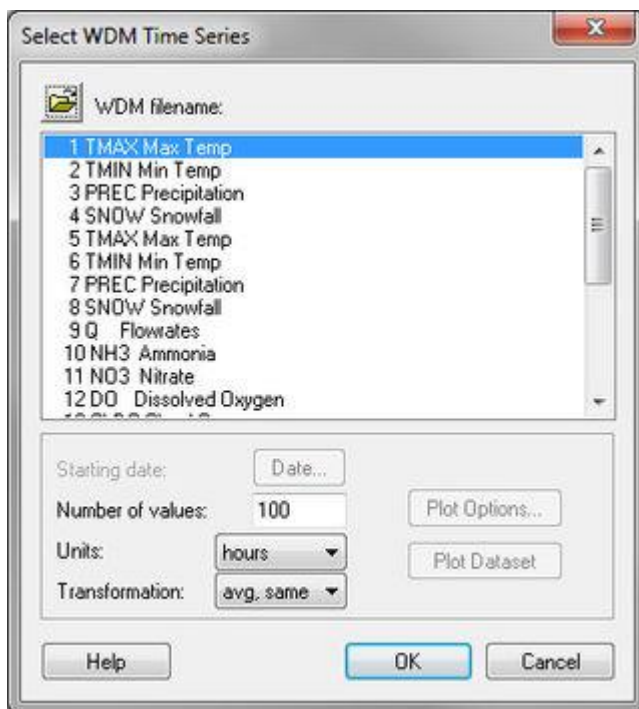 Select WDM Time Series
WDM filename:
1 TMAX Max Temp
2 TMIN Min Temp
3 PREC Precipitation
4 SNOW Snowfall
5 TMAX Max Temp
6 TMIN Min Temp
7 PREC Precipitation
8 SNOW Snowfall
9 Q Flowrates
10 NH3 Ammonia
11 NO3 Nitrate
12 DO Dissolved Oxygen
Starting date: Date...
Number of values: 100 Plot Options...
Units: hours Plot Dataset
Transformation: avg, same
Help OK Cancel